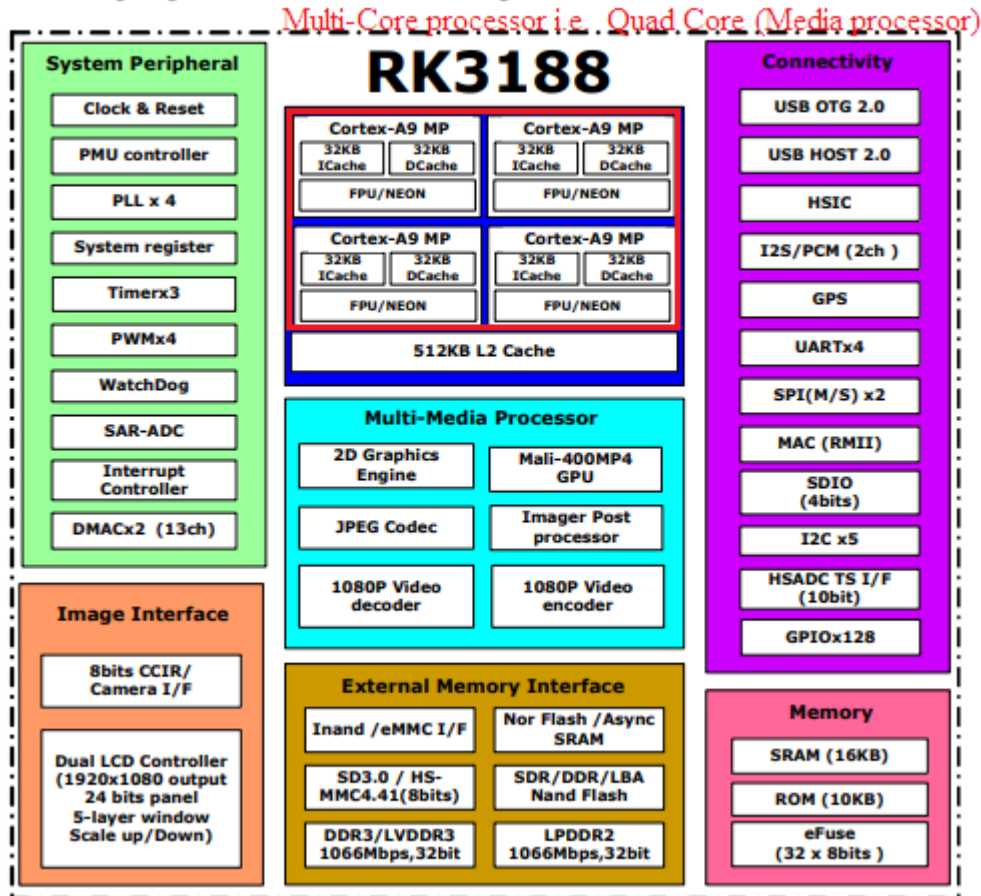 Multi-Core processor i.e. Quad Core (Media processor)
RK3188
System Peripheral
Clock & Reset
PMU controller
PLL x 4
System register
Timerx3
PWMx4
WatchDog
SAR-ADC
Interrupt
Controller
DMACx2 (13ch)
Image Interface
8bits CCIR/
Camera I/F
Dual LCD Controller
(1920x1080 output
24 bits panel
5-layer window
Scale up/Down)
Cortex-A9 MP
32KB
ICache
32KB
DCache
FPU/NEON
Cortex-A9 MP
32KB
ICache
32KB
DCache
FPU/NEON
Cortex-A9 MP
32KB
ICache
32KB
DCache
FPU/NEON
Cortex-A9 MP
32KB
ICache
32KB
DCache
FPU/NEON
512KB L2 Cache
Multi-Media Processor
2D Graphics
Engine
Mali-400MP4
GPU
JPEG Codec
Imager Post
processor
1080P Video
decoder
1080P Video
encoder
External Memory Interface
Inand /eMMC I/F
Nor Flash /Async
SRAM
SD3.0 / HS-
MMC4.41(8bits)
SDR/DDR/LBA
Nand Flash
DDR3/LVDDR3
1066Mbps,32bit
LPDDR2
1066Mbps,32bit
Connectivity
USB OTG 2.0
USB HOST 2.0
HSIC
I2S/PCM (2ch )
GPS
UARTx4
SPI(M/S) x2
MAC (RMII)
SDIO
(4bits)
I2C x5
HSADC TS I/F
(10bit)
GPIOx128
Memory
SRAM (16KB)
ROM (10KB)
eFuse
(32 x 8bits )